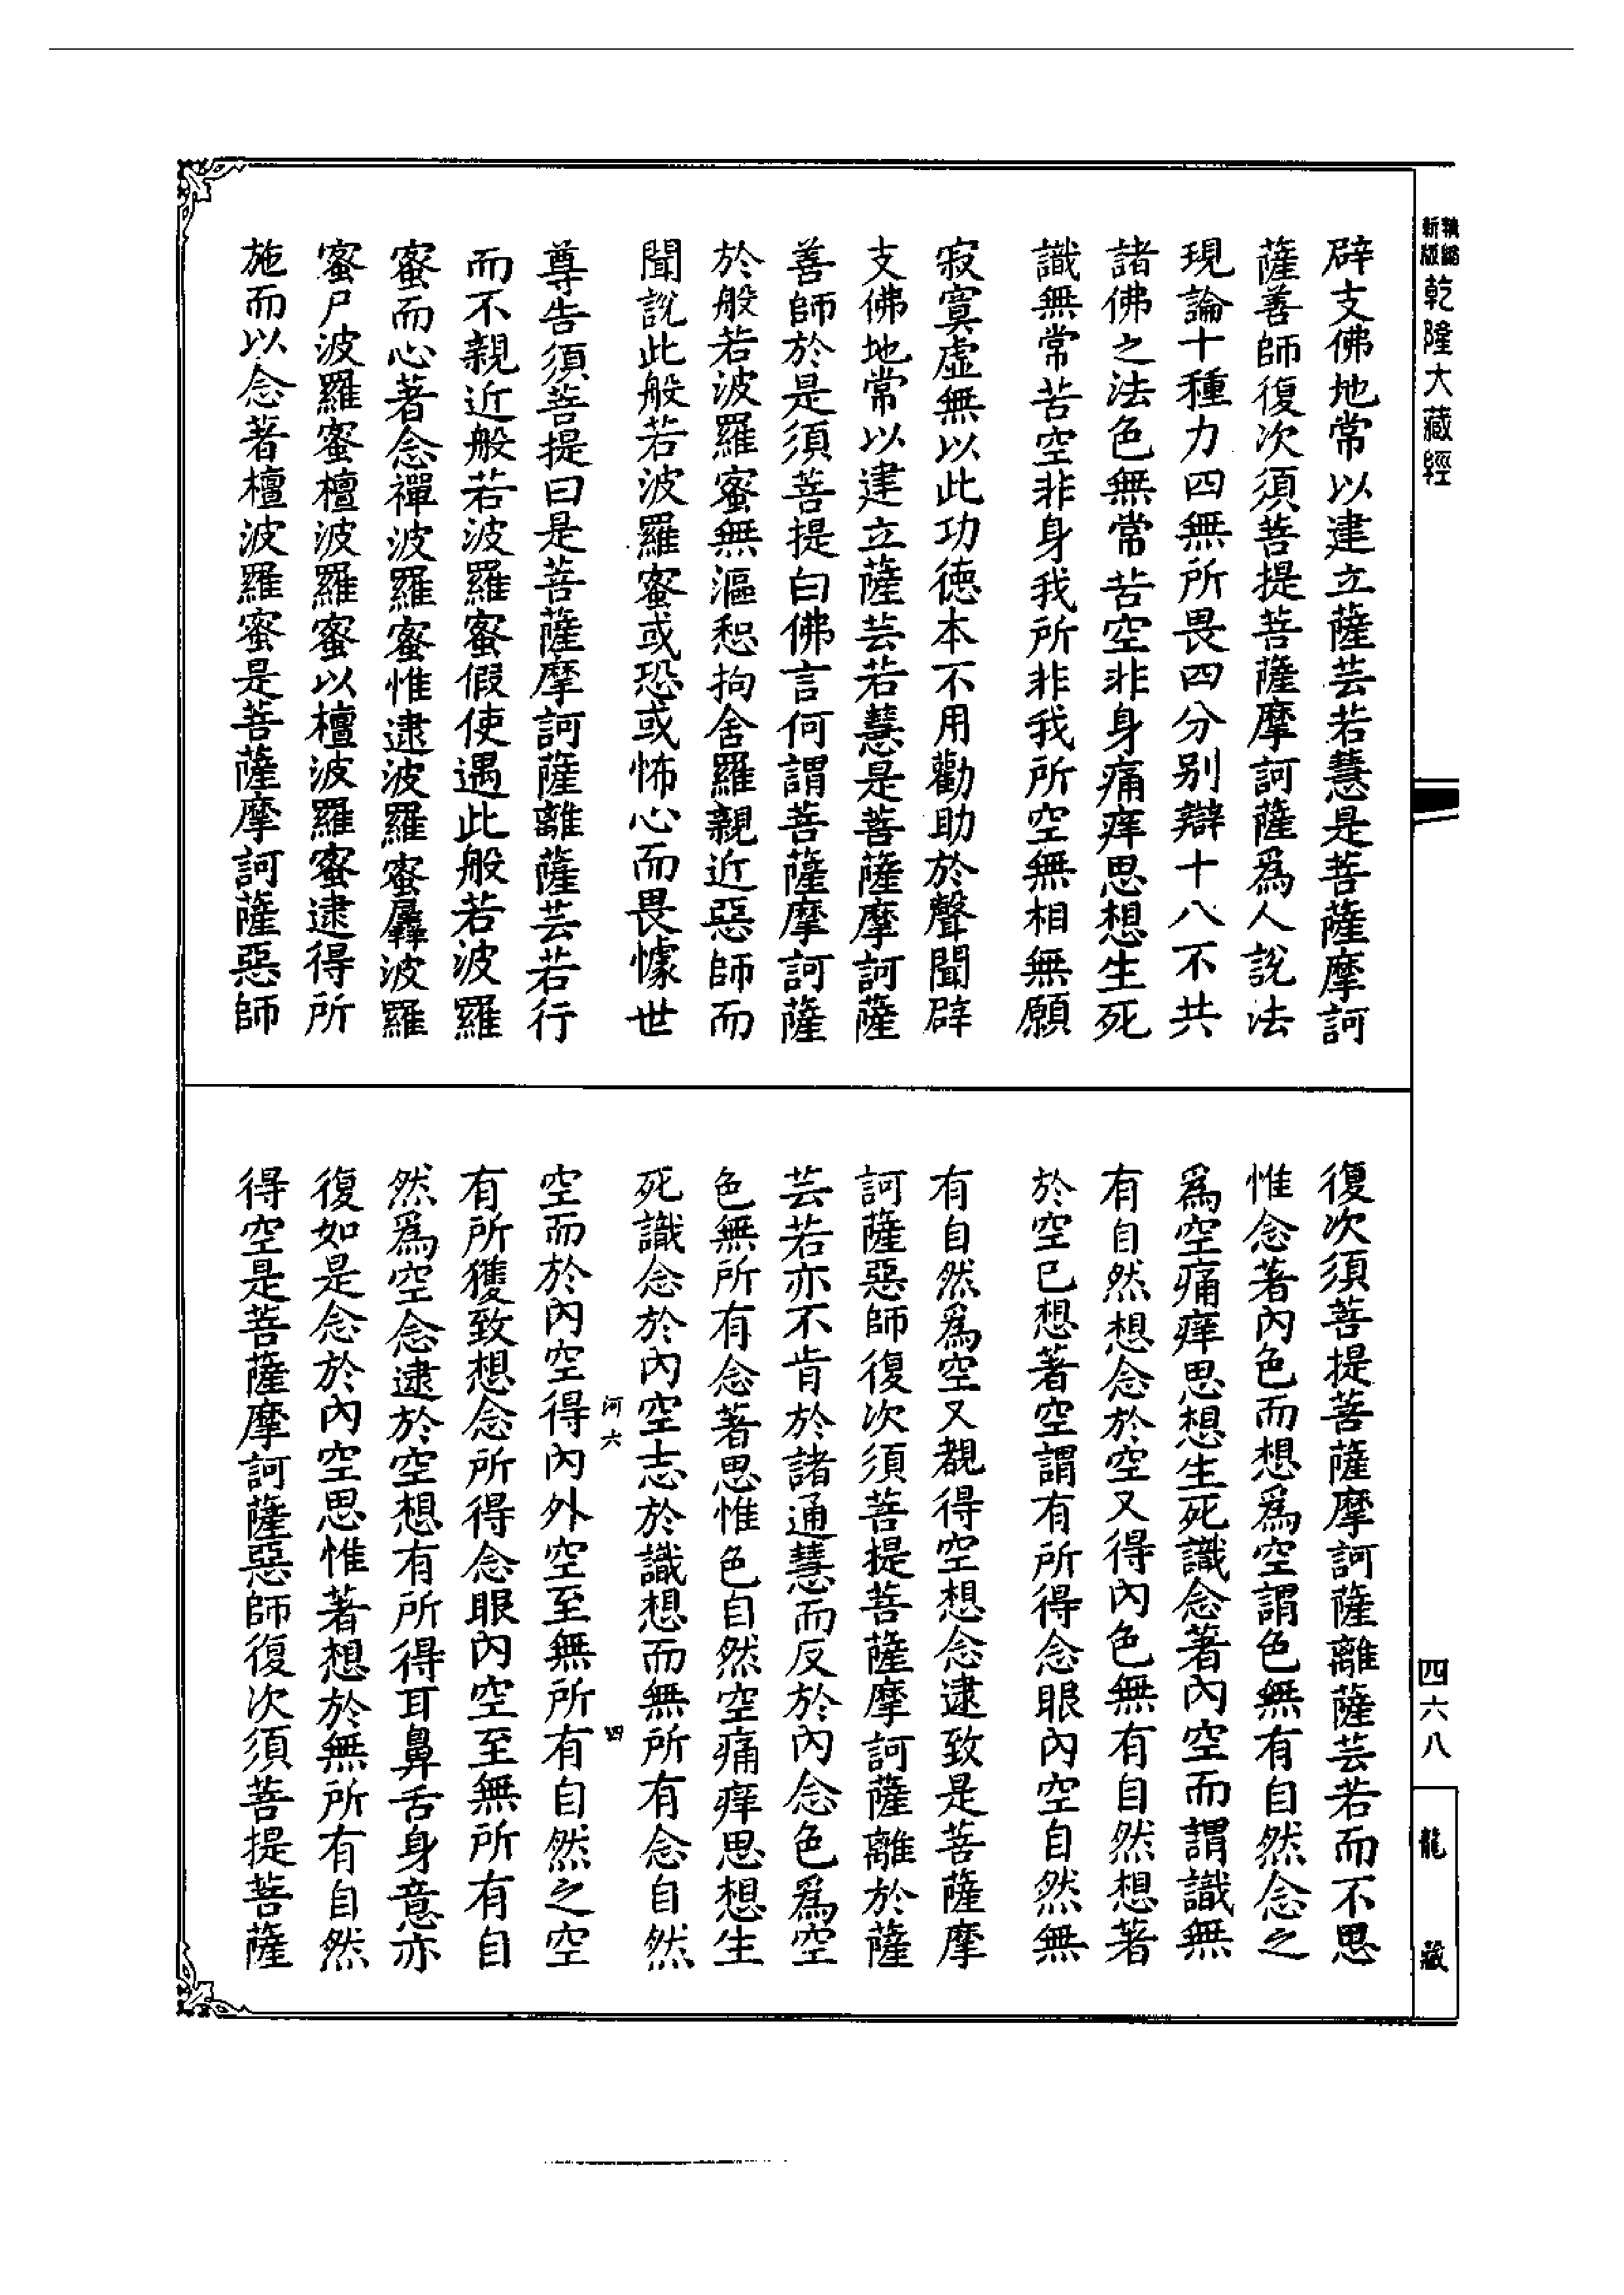 新版
乾隆大藏經
辟支佛地常以建立薩芸若慧是菩薩摩訶
薩善師復次須菩提菩薩摩訶薩爲人說法
現論十種力四無所畏四分别辯十八不共
諸佛之法色無常苦空非身痛痒思想生死
識無常苦空非身我所非我所空無相無願
寂寞虛無以此功德本不用勸助於聲聞辟
支佛地常以建立薩芸若慧是菩薩摩訶薩
善師於是須菩提白佛言何謂菩薩摩訶薩
於般若波羅蜜無漚惒拘舍羅親近惡師而
聞說此般若波羅蜜或恐或怖心而畏懅世
尊告須菩提曰是菩薩摩訶薩離薩芸若行
而不親近般若波羅蜜假使遇此般若波羅
蜜而心著念禪波羅蜜惟逮波羅蜜羼波羅
蜜尸波羅蜜檀波羅蜜以檀波羅蜜逮得所
施而以念著檀波羅蜜是菩薩摩訶薩惡師
復次須菩提菩薩摩訶薩離薩芸若而不思
惟念著內色而想爲空謂色無有自然念之
爲空痛痒思想生死識念著內空而謂識無
有自然想念於空又得內色無有自然想著
於空已想著空謂有所得念眼內空自然無
有自然爲空又覩得空想念逮致是菩薩摩
訶薩惡師復次須菩提菩薩摩訶薩離於薩
芸若亦不肯於諸通慧而反於內念色爲空
色無所有念著思惟色自然空痛痒思想生
死識念於內空志於識想而無所有念自然
河六
四
空而於內空得內外空至無所有自然之空
有所獲致想念所得念眼內空至無所有自
然爲空念逮於空想有所得耳鼻舌身意亦
復如是念於內空思惟著想於無所有自然
得空是菩薩摩訶薩惡師復次須菩提菩薩
四六八
龍藏